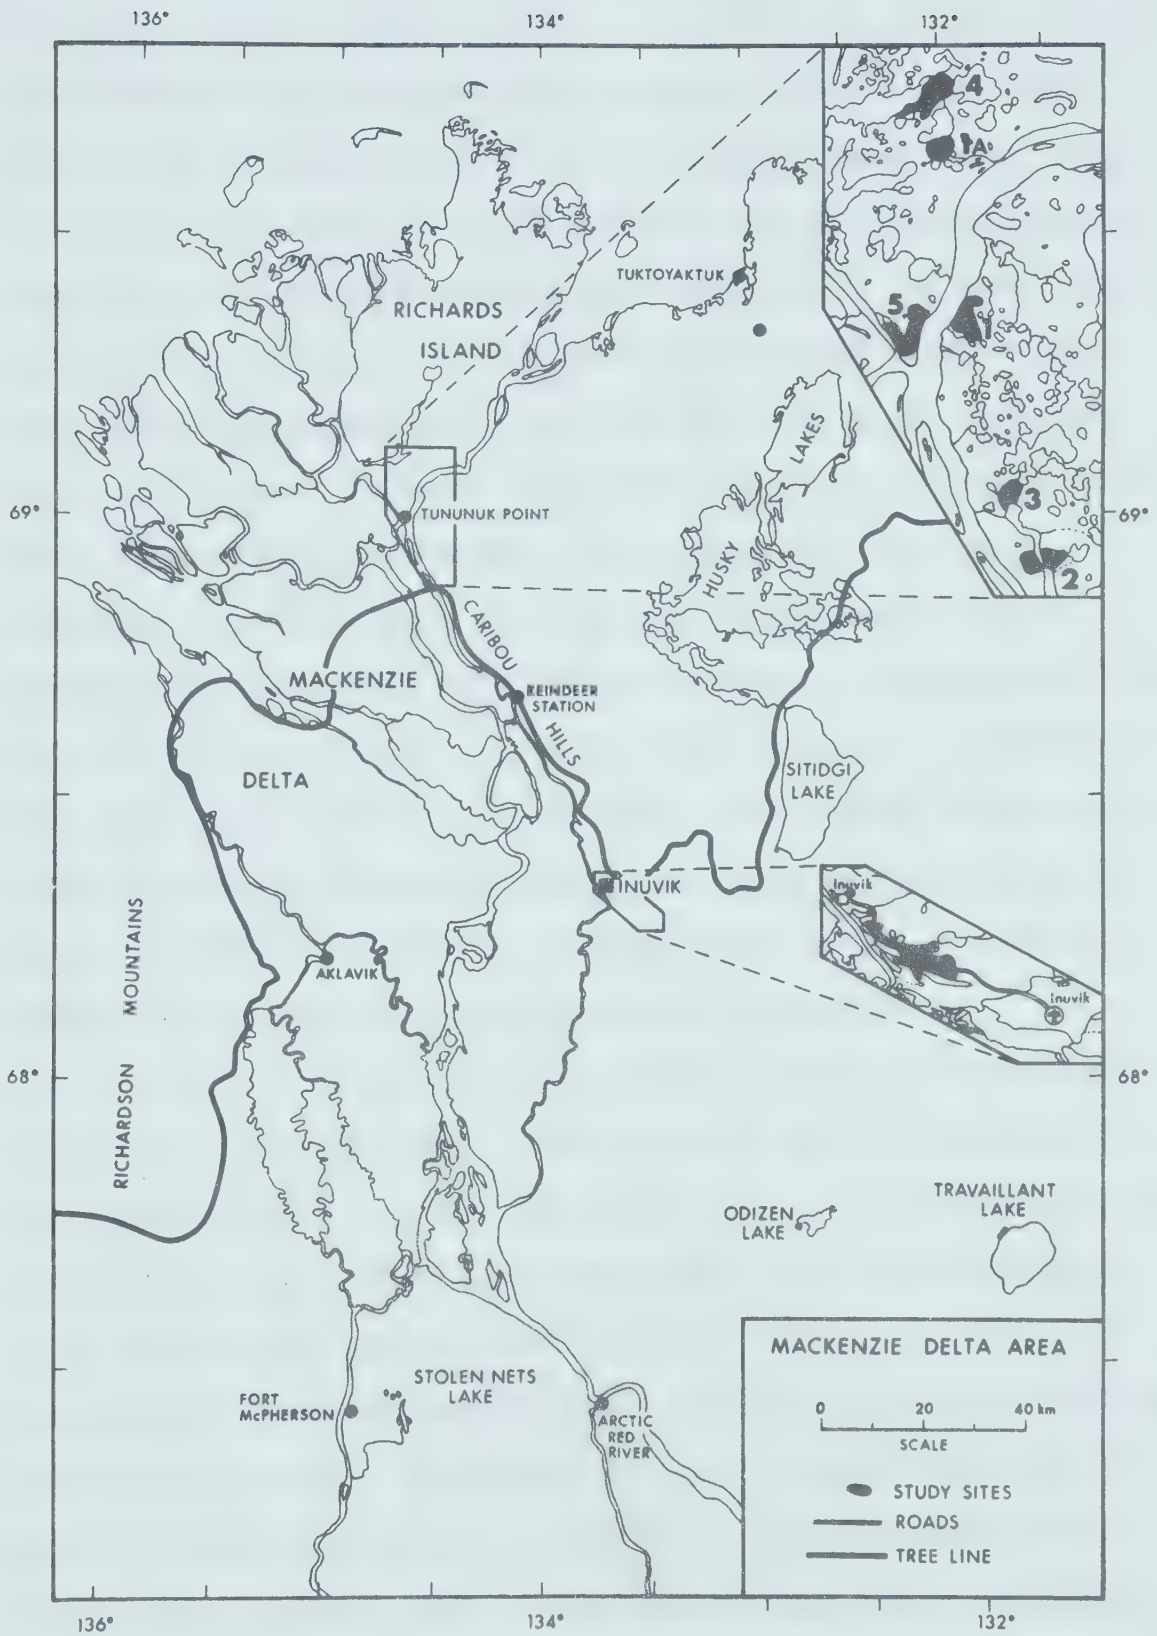 136°
134°
132°
4
1A
TUKTOYAKTUK
RICHARDS
ISLAND
5
1
LAKES
3
69°
TUNUNUK POINT
69°
HUSKY
2
CARIBOU
MACKENZIE
REINDEER
STATION
HILLS
DELTA
SITIDGI
LAKE
INUVIK
Inuvik
MOUNTAINS
AKLAVIK
Inuvik
68°
68°
RICHARDSON
TRAVAILLANT
LAKE
ODIZEN
LAKE
MACKENZIE DELTA AREA
STOLEN NETS
LAKE
FORT
McPHERSON
ARCTIC
RED
RIVER
0 20 40 km
SCALE
STUDY SITES
ROADS
TREE LINE
136°
134°
132°